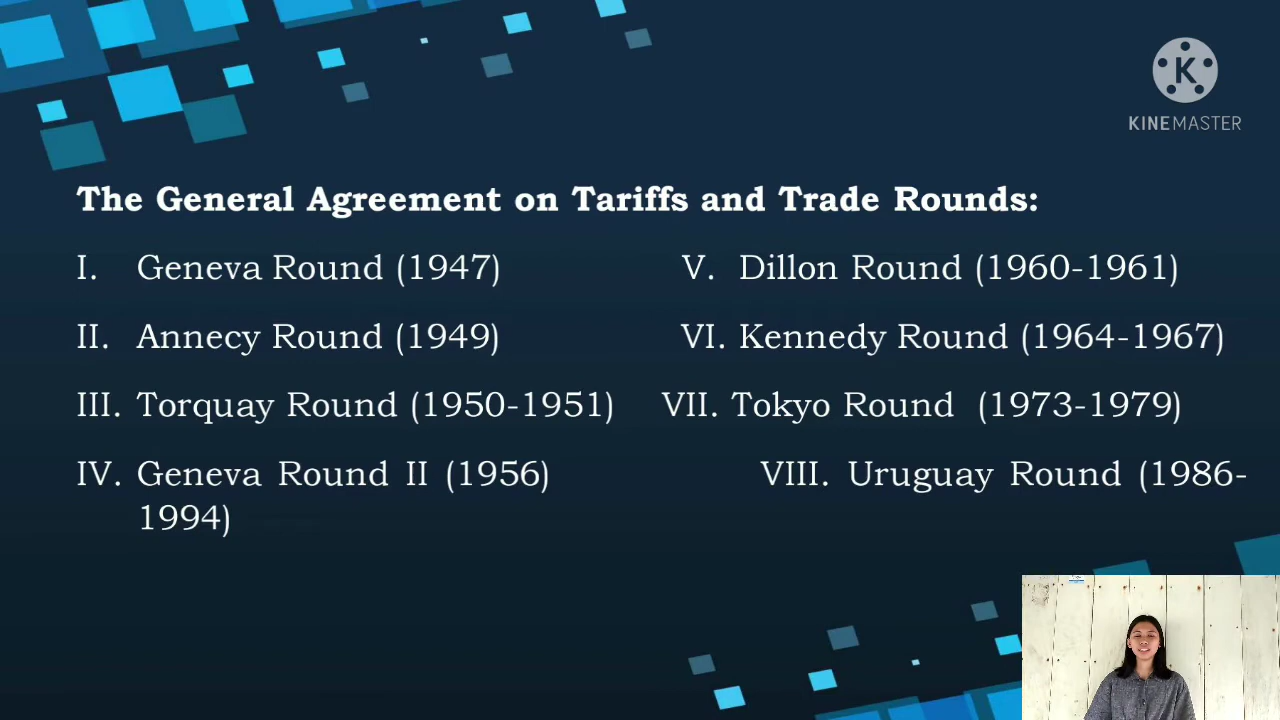 KINEMASTER
The General Agreement on Tariffs and Trade Rounds:
I. Geneva Round (1947) V. Dillon Round (1960-1961)
II. Annecy Round (1949) VI. Kennedy Round (1964-1967)
III. Torquay Round (1950-1951) VII. Tokyo Round (1973-1979)
IV. Geneva Round II (1956) VIII. Uruguay Round (1986-
1994)